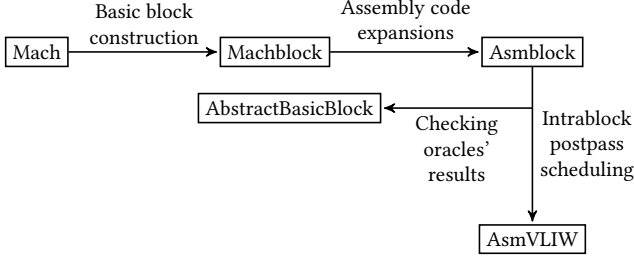 Basic block
construction
Assembly code
expansions
Mach
Machblock
Asmblock
AbstractBasicBlock
Checking
oracles'
results
Intrablock
postpass
scheduling
AsmVLIW